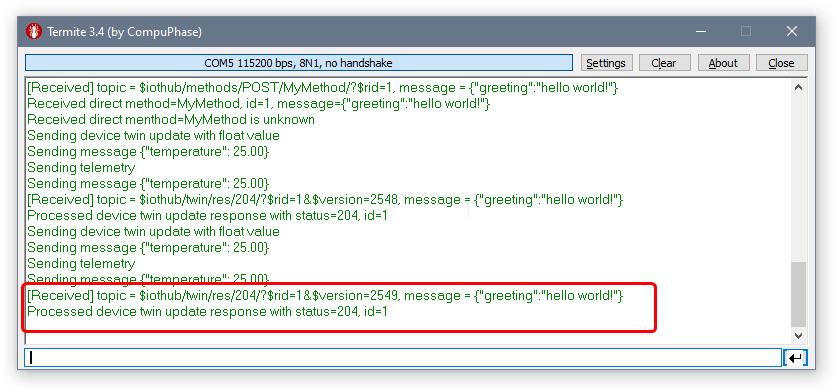 Termite 3.4 (by CompuPhase)
COM5 115200 bps, 8N1, no handshake
Settings
Clear
About
Close
[Received] topic = $iothub/methods/POST/MyMethod/?$rid=1, message = {"greeting":"hello world!"}
Received direct method=MyMethod, id=1, message={"greeting":"hello world!"}
Received direct menthod=MyMethod is unknown
Sending device twin update with float value
Sending message {"temperature": 25.00}
Sending telemetry
Sending message {"temperature": 25.00}
[Received] topic = $iothub/twin/res/204/?$rid=1&$version=2548, message = {"greeting":"hello world!"}
Processed device twin update response with status=204, id=1
Sending device twin update with float value
Sending message {"temperature": 25.00}
Sending telemetry
Sending message {"temperature": 25.00}
[Received] topic = $iothub/twin/res/204/?$rid=1&$version=2549, message = {"greeting":"hello world!"}
Processed device twin update response with status=204, id=1